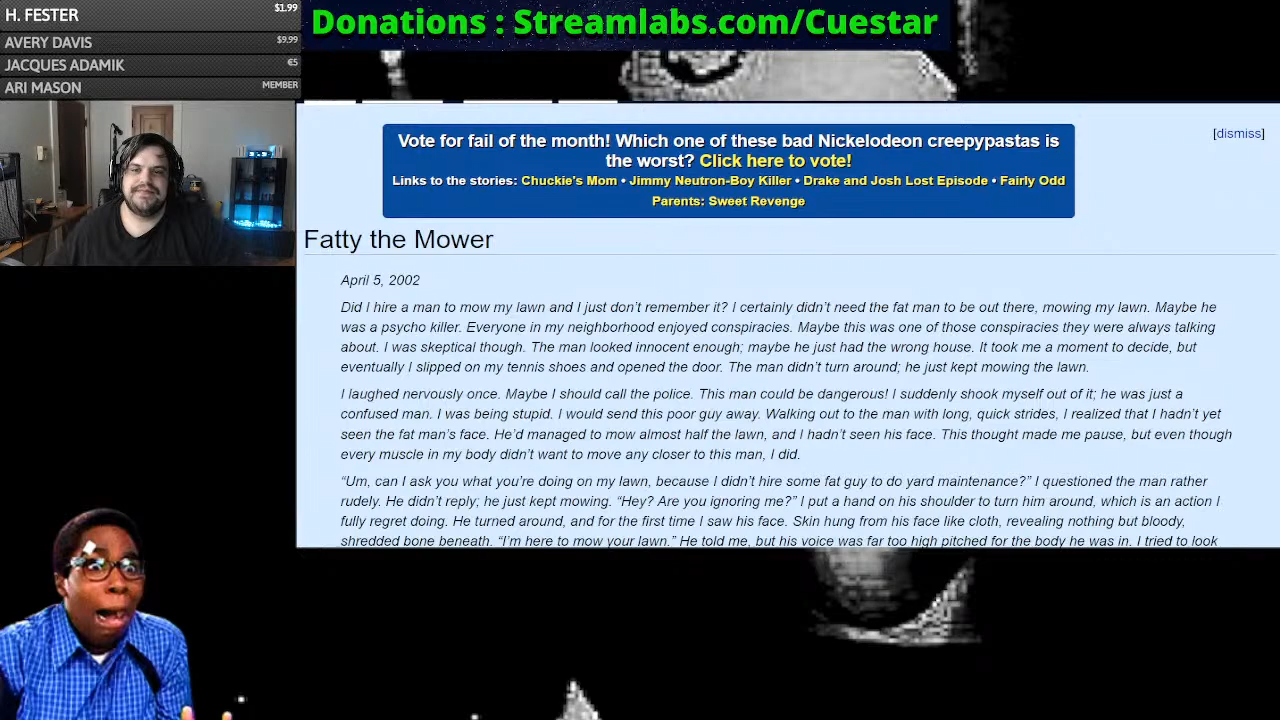 H. FESTER $1.99
AVERY DAVIS $9.99
JACQUES ADAMIK €5
ARI MASON MEMBER
Donations : Streamlabs.com/Cuestar
Vote for fail of the month! Which one of these bad Nickelodeon creepypastas is
the worst? Click here to vote!
Links to the stories: Chuckie's Mom • Jimmy Neutron-Boy Killer • Drake and Josh Lost Episode • Fairly Odd
Parents: Sweet Revenge
[dismiss]
Fatty the Mower
April 5, 2002
Did I hire a man to mow my lawn and I just don’t remember it? I certainly didn’t need the fat man to be out there, mowing my lawn. Maybe he
was a psycho killer. Everyone in my neighborhood enjoyed conspiracies. Maybe this was one of those conspiracies they were always talking
about. I was skeptical though. The man looked innocent enough; maybe he just had the wrong house. It took me a moment to decide, but
eventually I slipped on my tennis shoes and opened the door. The man didn’t turn around; he just kept mowing the lawn.
I laughed nervously once. Maybe I should call the police. This man could be dangerous! I suddenly shook myself out of it; he was just a
confused man. I was being stupid. I would send this poor guy away. Walking out to the man with long, quick strides, I realized that I hadn’t yet
seen the fat man’s face. He’d managed to mow almost half the lawn, and I hadn’t seen his face. This thought made me pause, but even though
every muscle in my body didn’t want to move any closer to this man, I did.
“Um, can I ask you what you’re doing on my lawn, because I didn’t hire some fat guy to do yard maintenance?” I questioned the man rather
rudely. He didn’t reply; he just kept mowing. “Hey? Are you ignoring me?” I put a hand on his shoulder to turn him around, which is an action I
fully regret doing. He turned around, and for the first time I saw his face. Skin hung from his face like cloth, revealing nothing but bloody,
shredded bone beneath. “I’m here to mow your lawn.” He told me, but his voice was far too high pitched for the body he was in. I tried to look